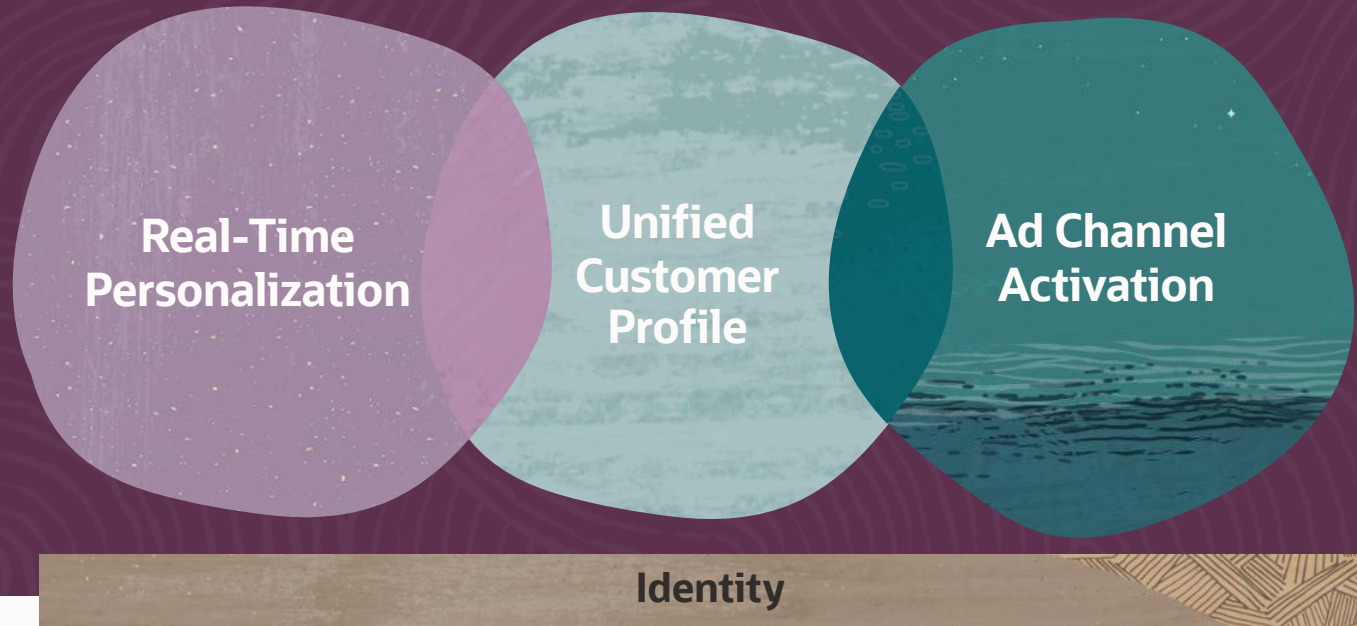 Real-Time
Personalization
Unified
Customer
Profile
Ad Channel
Activation
Identity